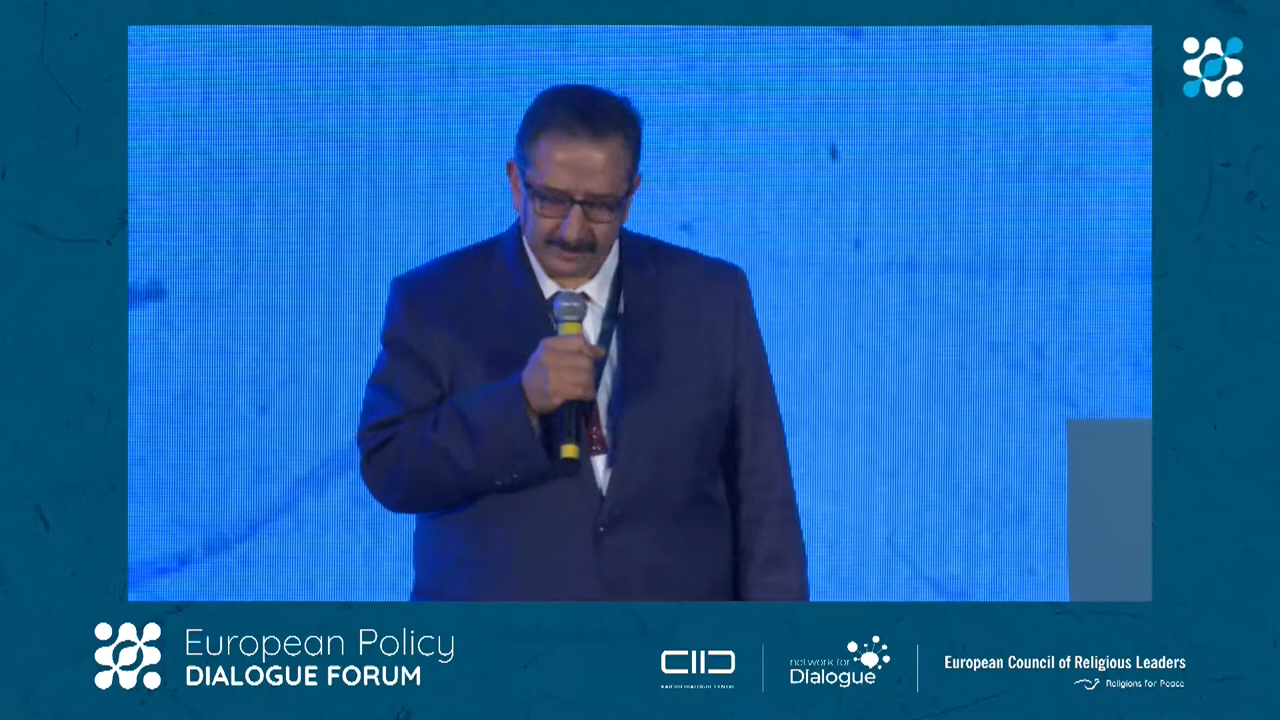 European Policy
DIALOGUE FORUM
network for
Dialogue
European Council of Religious Leaders
Religions for Peace